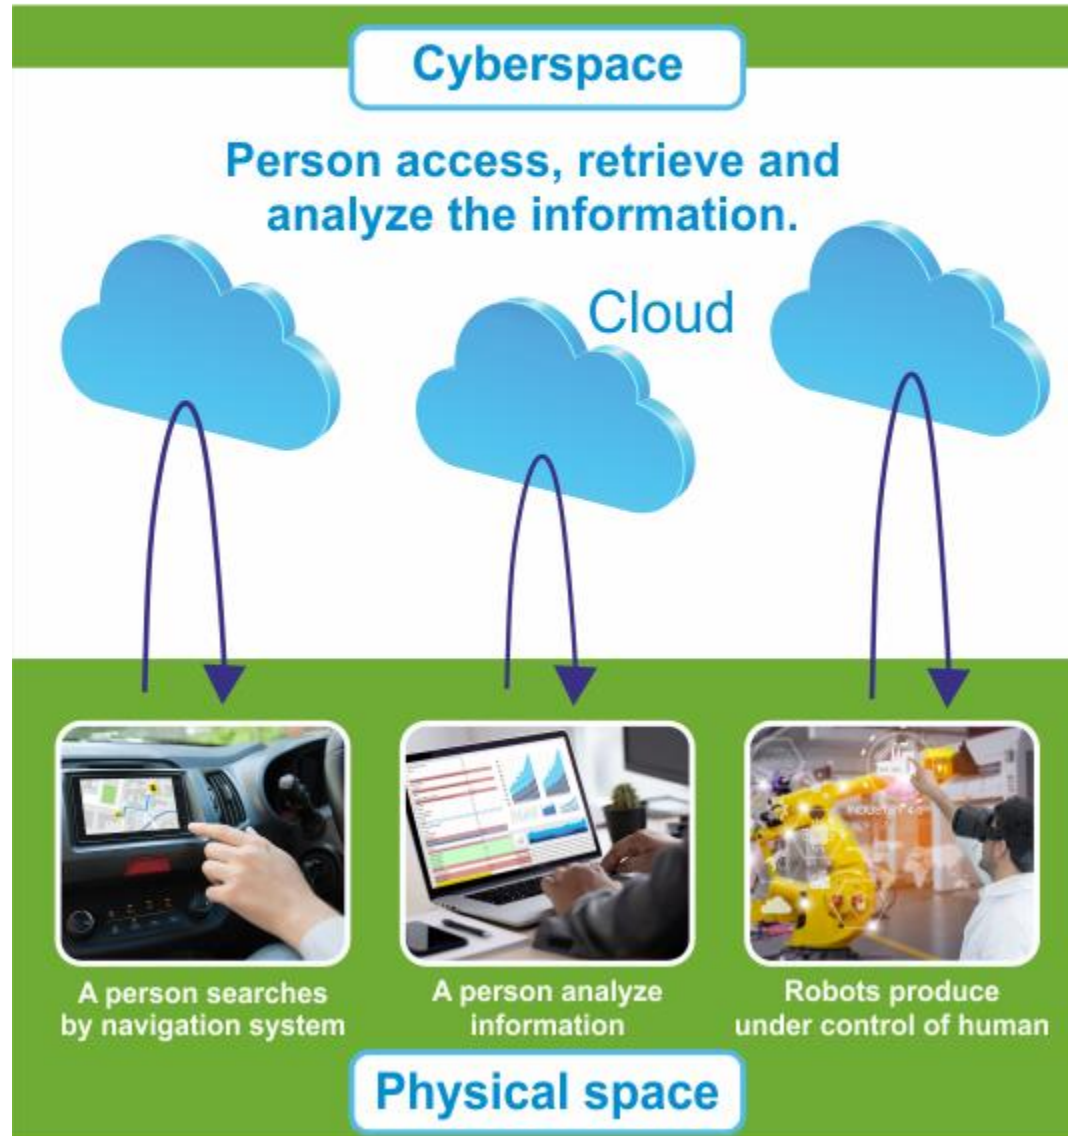 Cyberspace
Person access, retrieve and
analyze the information.
Cloud
A person searches
by navigation system
A person analyze
information
Robots produce
under control of human
Physical space